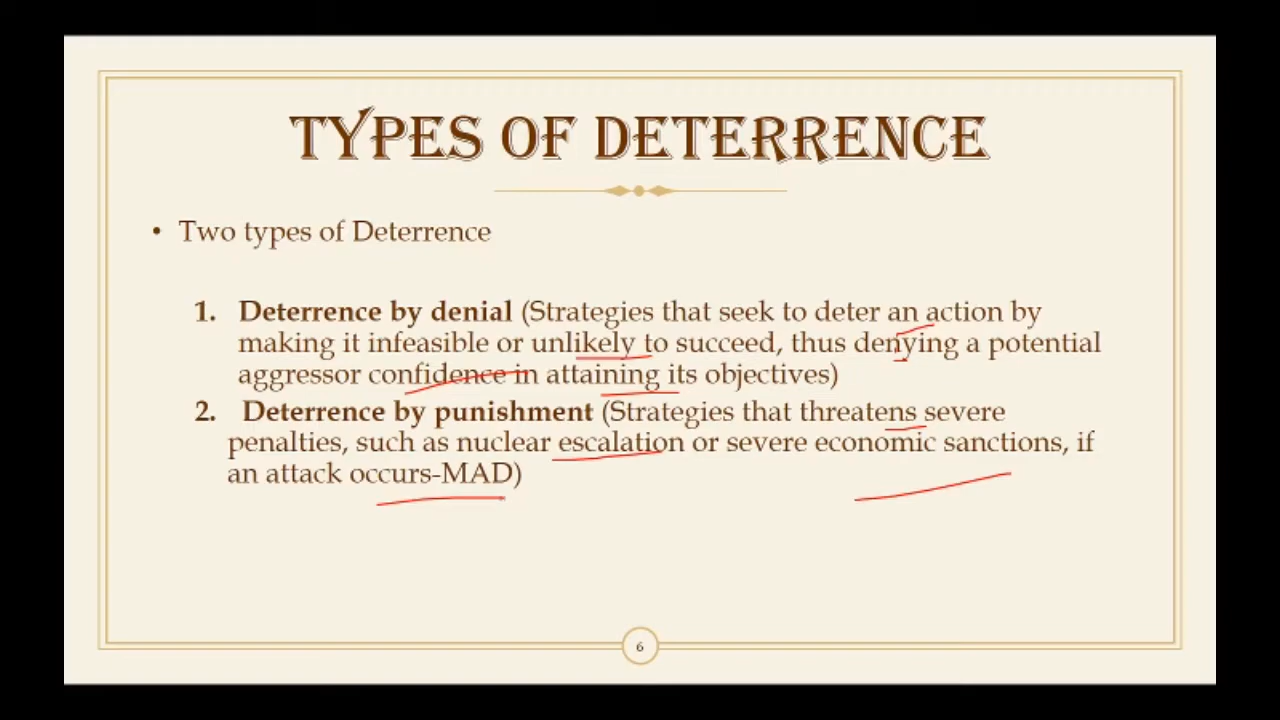 TYPES OF DETERRENCE
• Two types of Deterrence
1. Deterrence by denial (Strategies that seek to deter an action by
making it infeasible or unlikely to succeed, thus denying a potential
aggressor confidence in attaining its objectives)
2. Deterrence by punishment (Strategies that threatens severe
penalties, such as nuclear escalation or severe economic sanctions, if
an attack occurs-MAD)
6